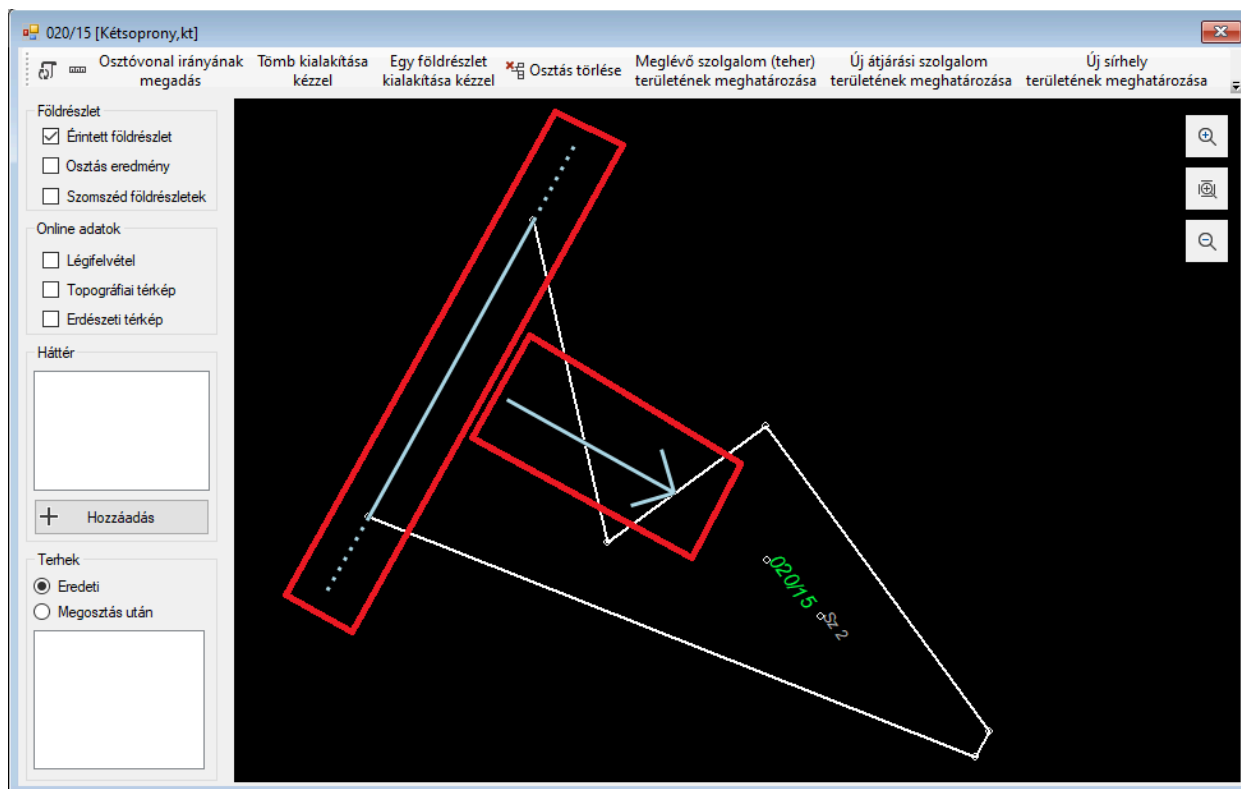 020/15 [Kétsoprony,kt]
Osztóvonal irányának
megadás
Tömb kialakítása
kézzel
Egy földrészlet
kialakítása kézzel
Osztás törlése
Meglévő szolgalom (teher)
területének meghatározása
Új átjárási szolgalom
területének meghatározása
Új sírhely
területének meghatározása
Földrészlet
Érintett földrészlet
Osztás eredmény
Szomszéd földrészletek
Online adatok
Légifelvétel
Topográfiai térkép
Erdészeti térkép
Háttér
Hozzáadás
Terhek
Eredeti
Megosztás után
020/15
Sz 2